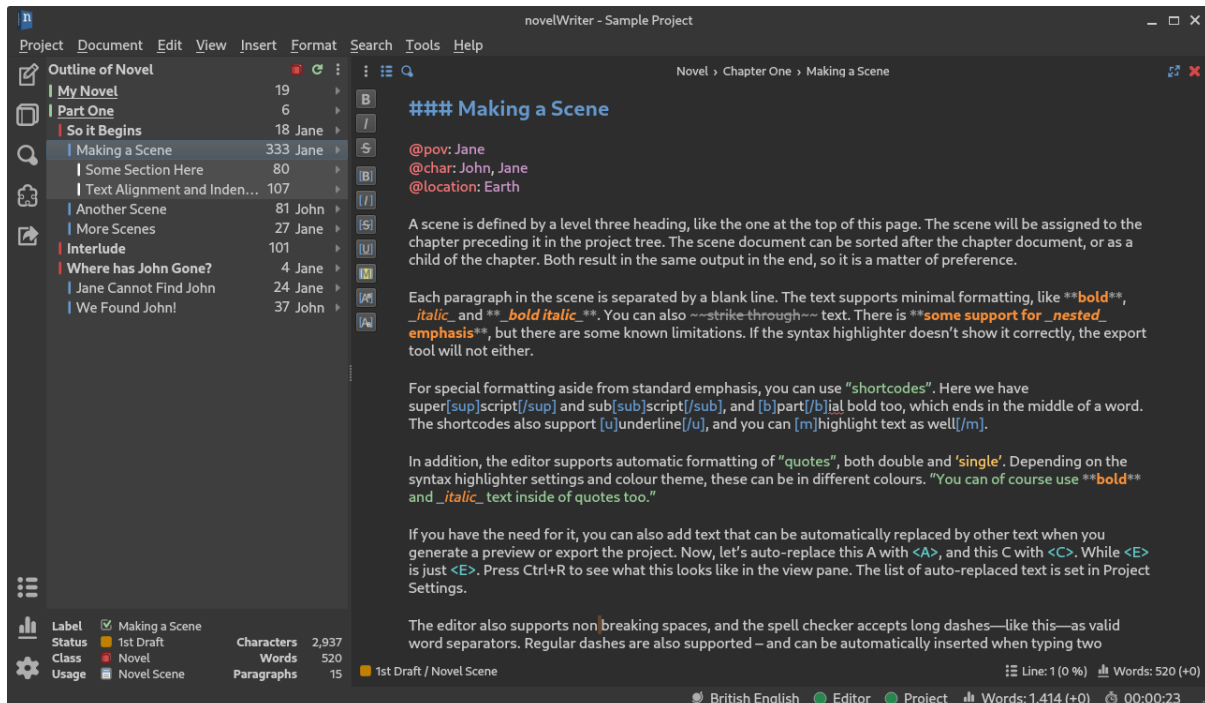 novelWriter - Sample Project
Project Document Edit View Insert Format Search Tools Help
Outline of Novel
My Novel 19
Part One 6
So it Begins 18 Jane
Making a Scene 333 Jane
Some Section Here 80
Text Alignment and Inden... 107
Another Scene 81 John
More Scenes 27 Jane
Interlude 101
Where has John Gone? 4 Jane
Jane Cannot Find John 24 Jane
We Found John! 37 John
Label Making a Scene
Status 1st Draft Characters 2,937
Class Novel Words 520
Usage Novel Scene Paragraphs 15
Novel › Chapter One › Making a Scene
B
I
S
[B]
[I]
[S]
[U]
[M]
### Making a Scene
@pov: Jane
@char: John, Jane
@location: Earth
A scene is defined by a level three heading, like the one at the top of this page. The scene will be assigned to the
chapter preceding it in the project tree. The scene document can be sorted after the chapter document, or as a
child of the chapter. Both result in the same output in the end, so it is a matter of preference.
Each paragraph in the scene is separated by a blank line. The text supports minimal formatting, like **bold**,
_italic_ and **_bold italic_**. You can also ~~strike through~~ text. There is **some support for _nested_
emphasis**, but there are some known limitations. If the syntax highlighter doesn’t show it correctly, the export
tool will not either.
For special formatting aside from standard emphasis, you can use “shortcodes”. Here we have
super[sup]script[/sup] and sub[sub]script[/sub], and [b]part[/b]ial bold too, which ends in the middle of a word.
The shortcodes also support [u]underline[/u], and you can [m]highlight text as well[/m].
In addition, the editor supports automatic formatting of “quotes”, both double and ‘single’. Depending on the
syntax highlighter settings and colour theme, these can be in different colours. “You can of course use **bold**
and _italic_ text inside of quotes too.”
If you have the need for it, you can also add text that can be automatically replaced by other text when you
generate a preview or export the project. Now, let’s auto-replace this A with <A>, and this C with <C>. While <E>
is just <E>. Press Ctrl+R to see what this looks like in the view pane. The list of auto-replaced text is set in Project
Settings.
The editor also supports non breaking spaces, and the spell checker accepts long dashes—like this—as valid
word separators. Regular dashes are also supported – and can be automatically inserted when typing two
1st Draft / Novel Scene Line: 1 (0 %) Words: 520 (+0)
British English Editor Project Words: 1,414 (+0) 00:00:23